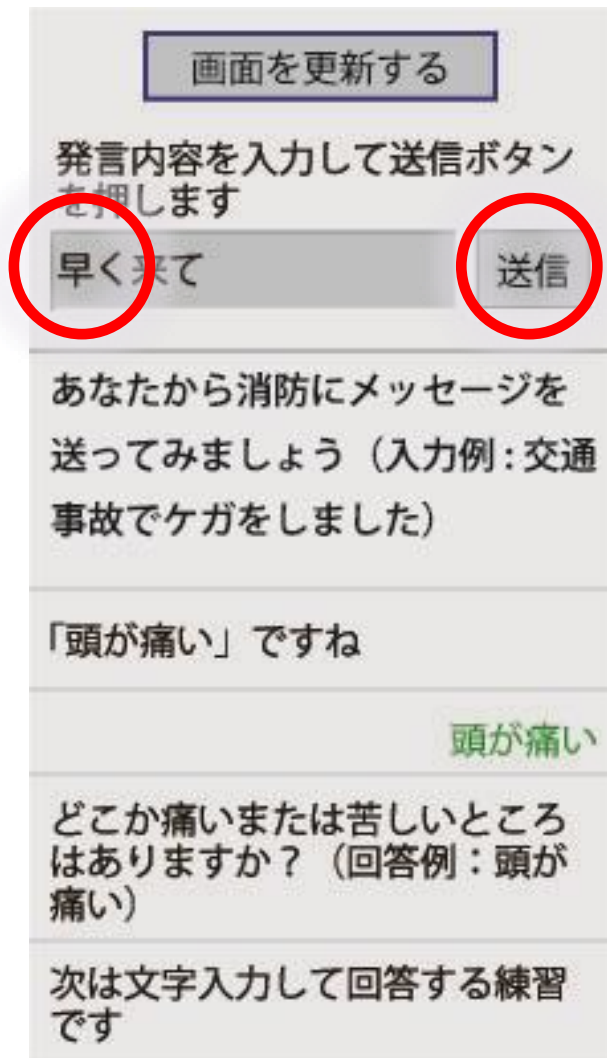 画面を更新する
発言内容を入力して送信ボタン
を押します
早く来て
送信
あなたから消防にメッセージを
送ってみましょう（入力例：交通
事故でケガをしました）
「頭が痛い」ですね
頭が痛い
どこか痛いまたは苦しいところ
はありますか？（回答例：頭が
痛い）
次は文字入力して回答する練習
です